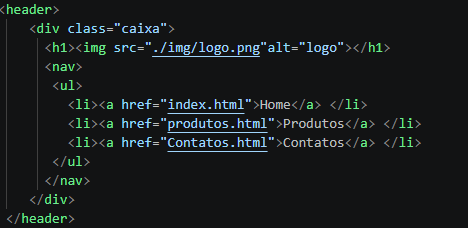 <header>
<div class="caixa">
<h1><img src="./img/logo.png"alt="logo"></h1>
<nav>
<ul>
<li><a href="index.html">Home</a> </li>
<li><a href="produtos.html">Produtos</a> </li>
<li><a href="Contatos.html">Contatos</a> </li>
</ul>
</nav>
</div>
</header>